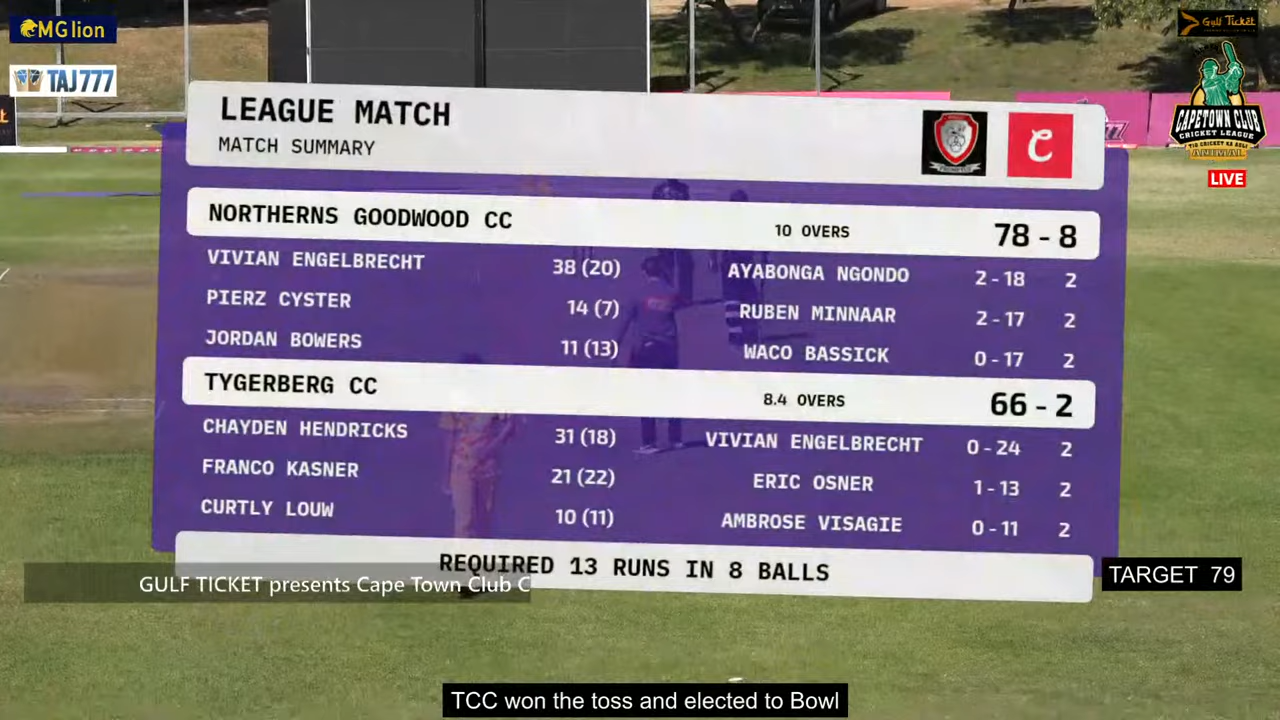 MG lion
Gulf Ticket
TAJ777
CAPETOWN CLUB
CRICKET LEAGUE
LIVE
LEAGUE MATCH
MATCH SUMMARY
NORTHERNS GOODWOOD CC 10 OVERS 78 - 8
VIVIAN ENGELBRECHT 38 (20) AYABONGA NGONDO 2 - 18 2
PIERZ CYSTER 14 (7) RUBEN MINNAAR 2 - 17 2
JORDAN BOWERS 11 (13) WACO BASSICK 0 - 17 2
TYGERBERG CC 8.4 OVERS 66 - 2
CHAYDEN HENDRICKS 31 (18) VIVIAN ENGELBRECHT 0 - 24 2
FRANCO KASNER 21 (22) ERIC OSNER 1 - 13 2
CURTLY LOUW 10 (11) AMBROSE VISAGIE 0 - 11 2
REQUIRED 13 RUNS IN 8 BALLS
GULF TICKET presents Cape Town Club C
TARGET 79
TCC won the toss and elected to Bowl